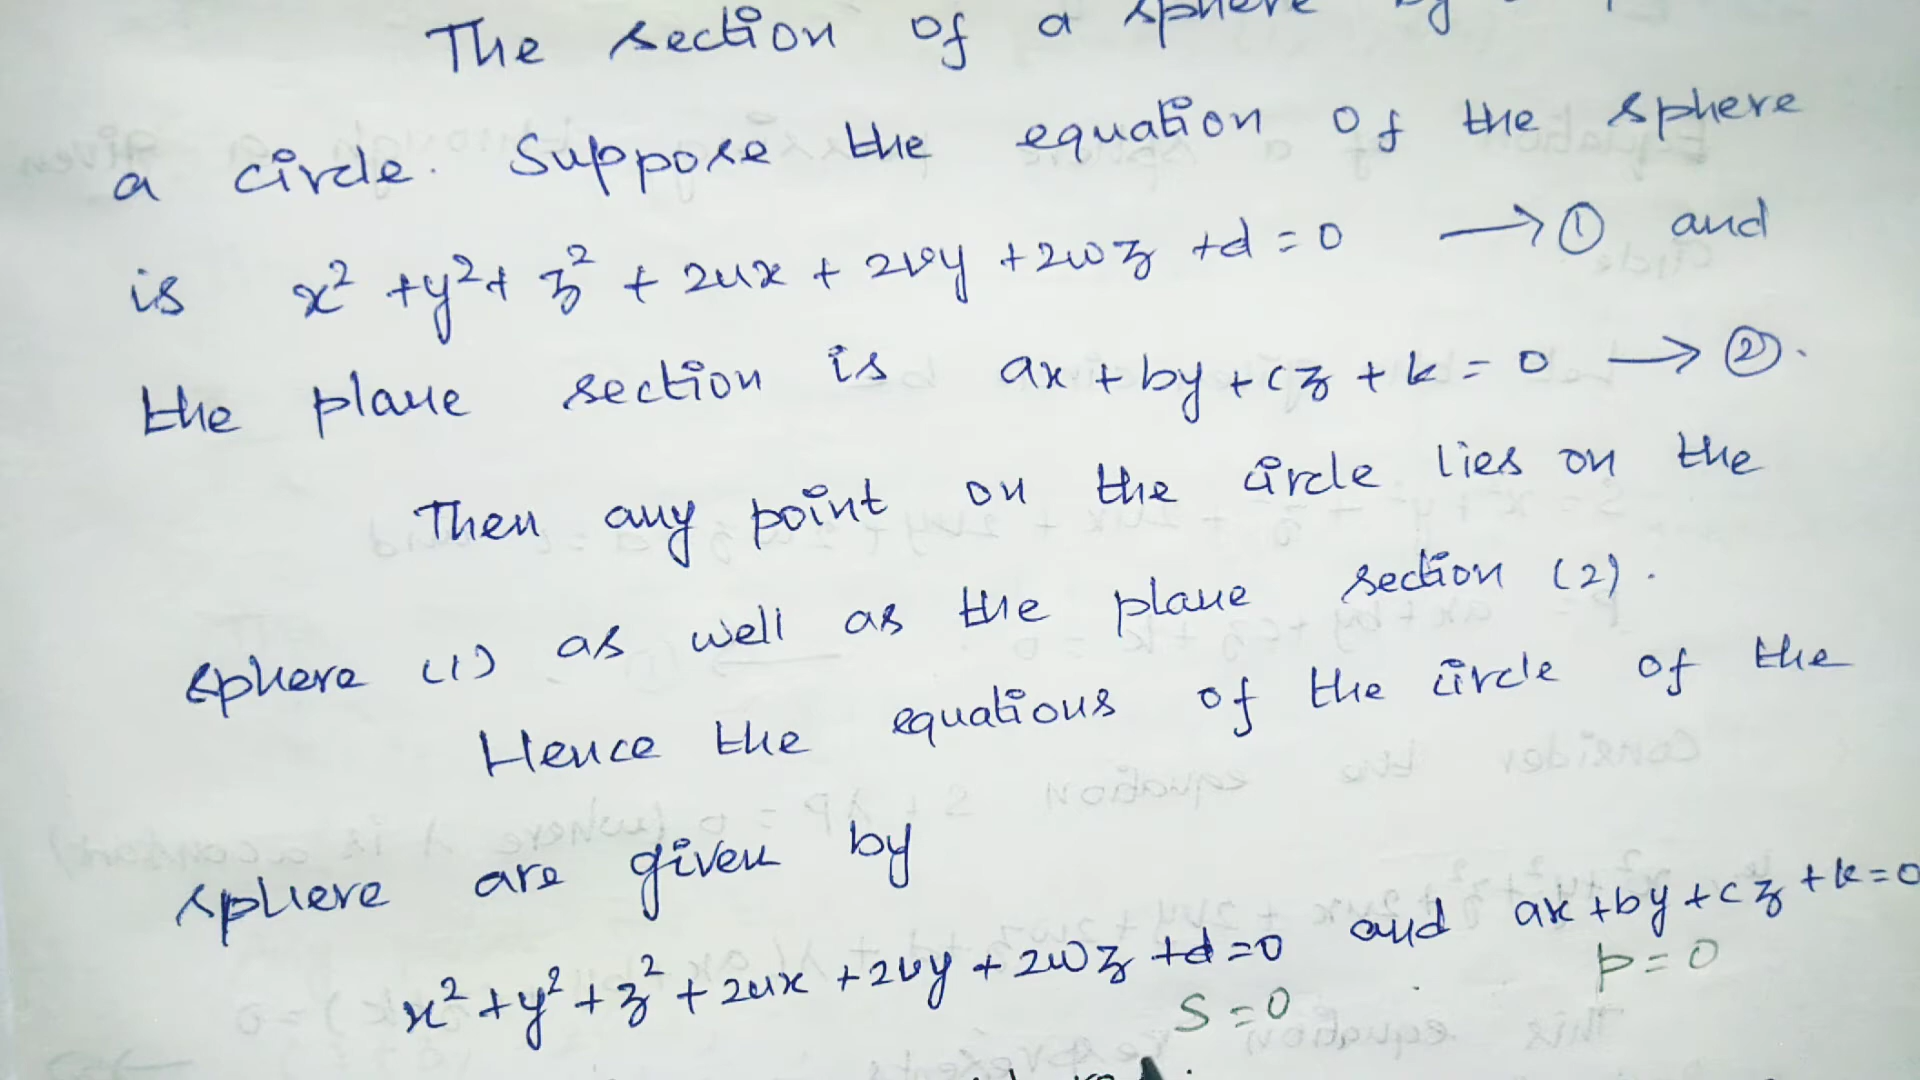 The section of a sphere by
a circle. Suppose the equation of the sphere
is x² + y² + z² + 2ux + 2vy + 2wz + d = 0 → ① and
the plane section is ax + by + cz + k = 0 → ②.
Then any point on the circle lies on the
sphere (1) as well as the plane section (2).
Hence the equations of the circle of the
sphere are given by
x² + y² + z² + 2ux + 2vy + 2wz + d = 0 and ax + by + cz + k = 0
S = 0 p = 0